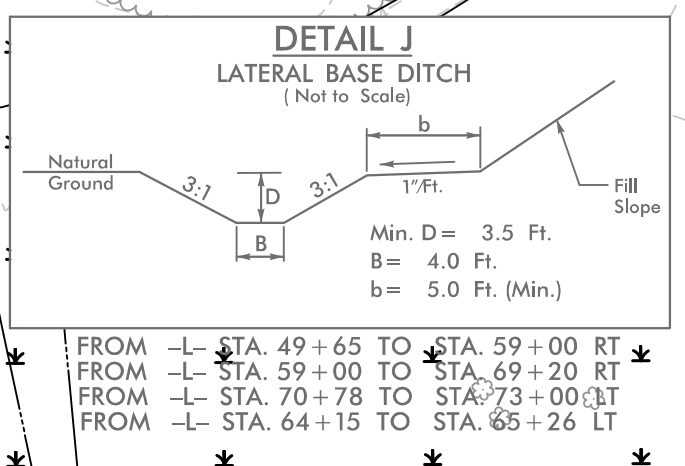 DETAIL J
LATERAL BASE DITCH
( Not to Scale)
b
Natural
Ground
3:1
D
3:1
1"/Ft.
Fill
Slope
B
Min. D = 3.5 Ft.
B = 4.0 Ft.
b = 5.0 Ft. (Min.)
FROM -L- STA. 49+65 TO STA. 59+00 RT
FROM -L- STA. 59+00 TO STA. 69+20 RT
FROM -L- STA. 70+78 TO STA. 73+00 LT
FROM -L- STA. 64+15 TO STA. 65+26 LT